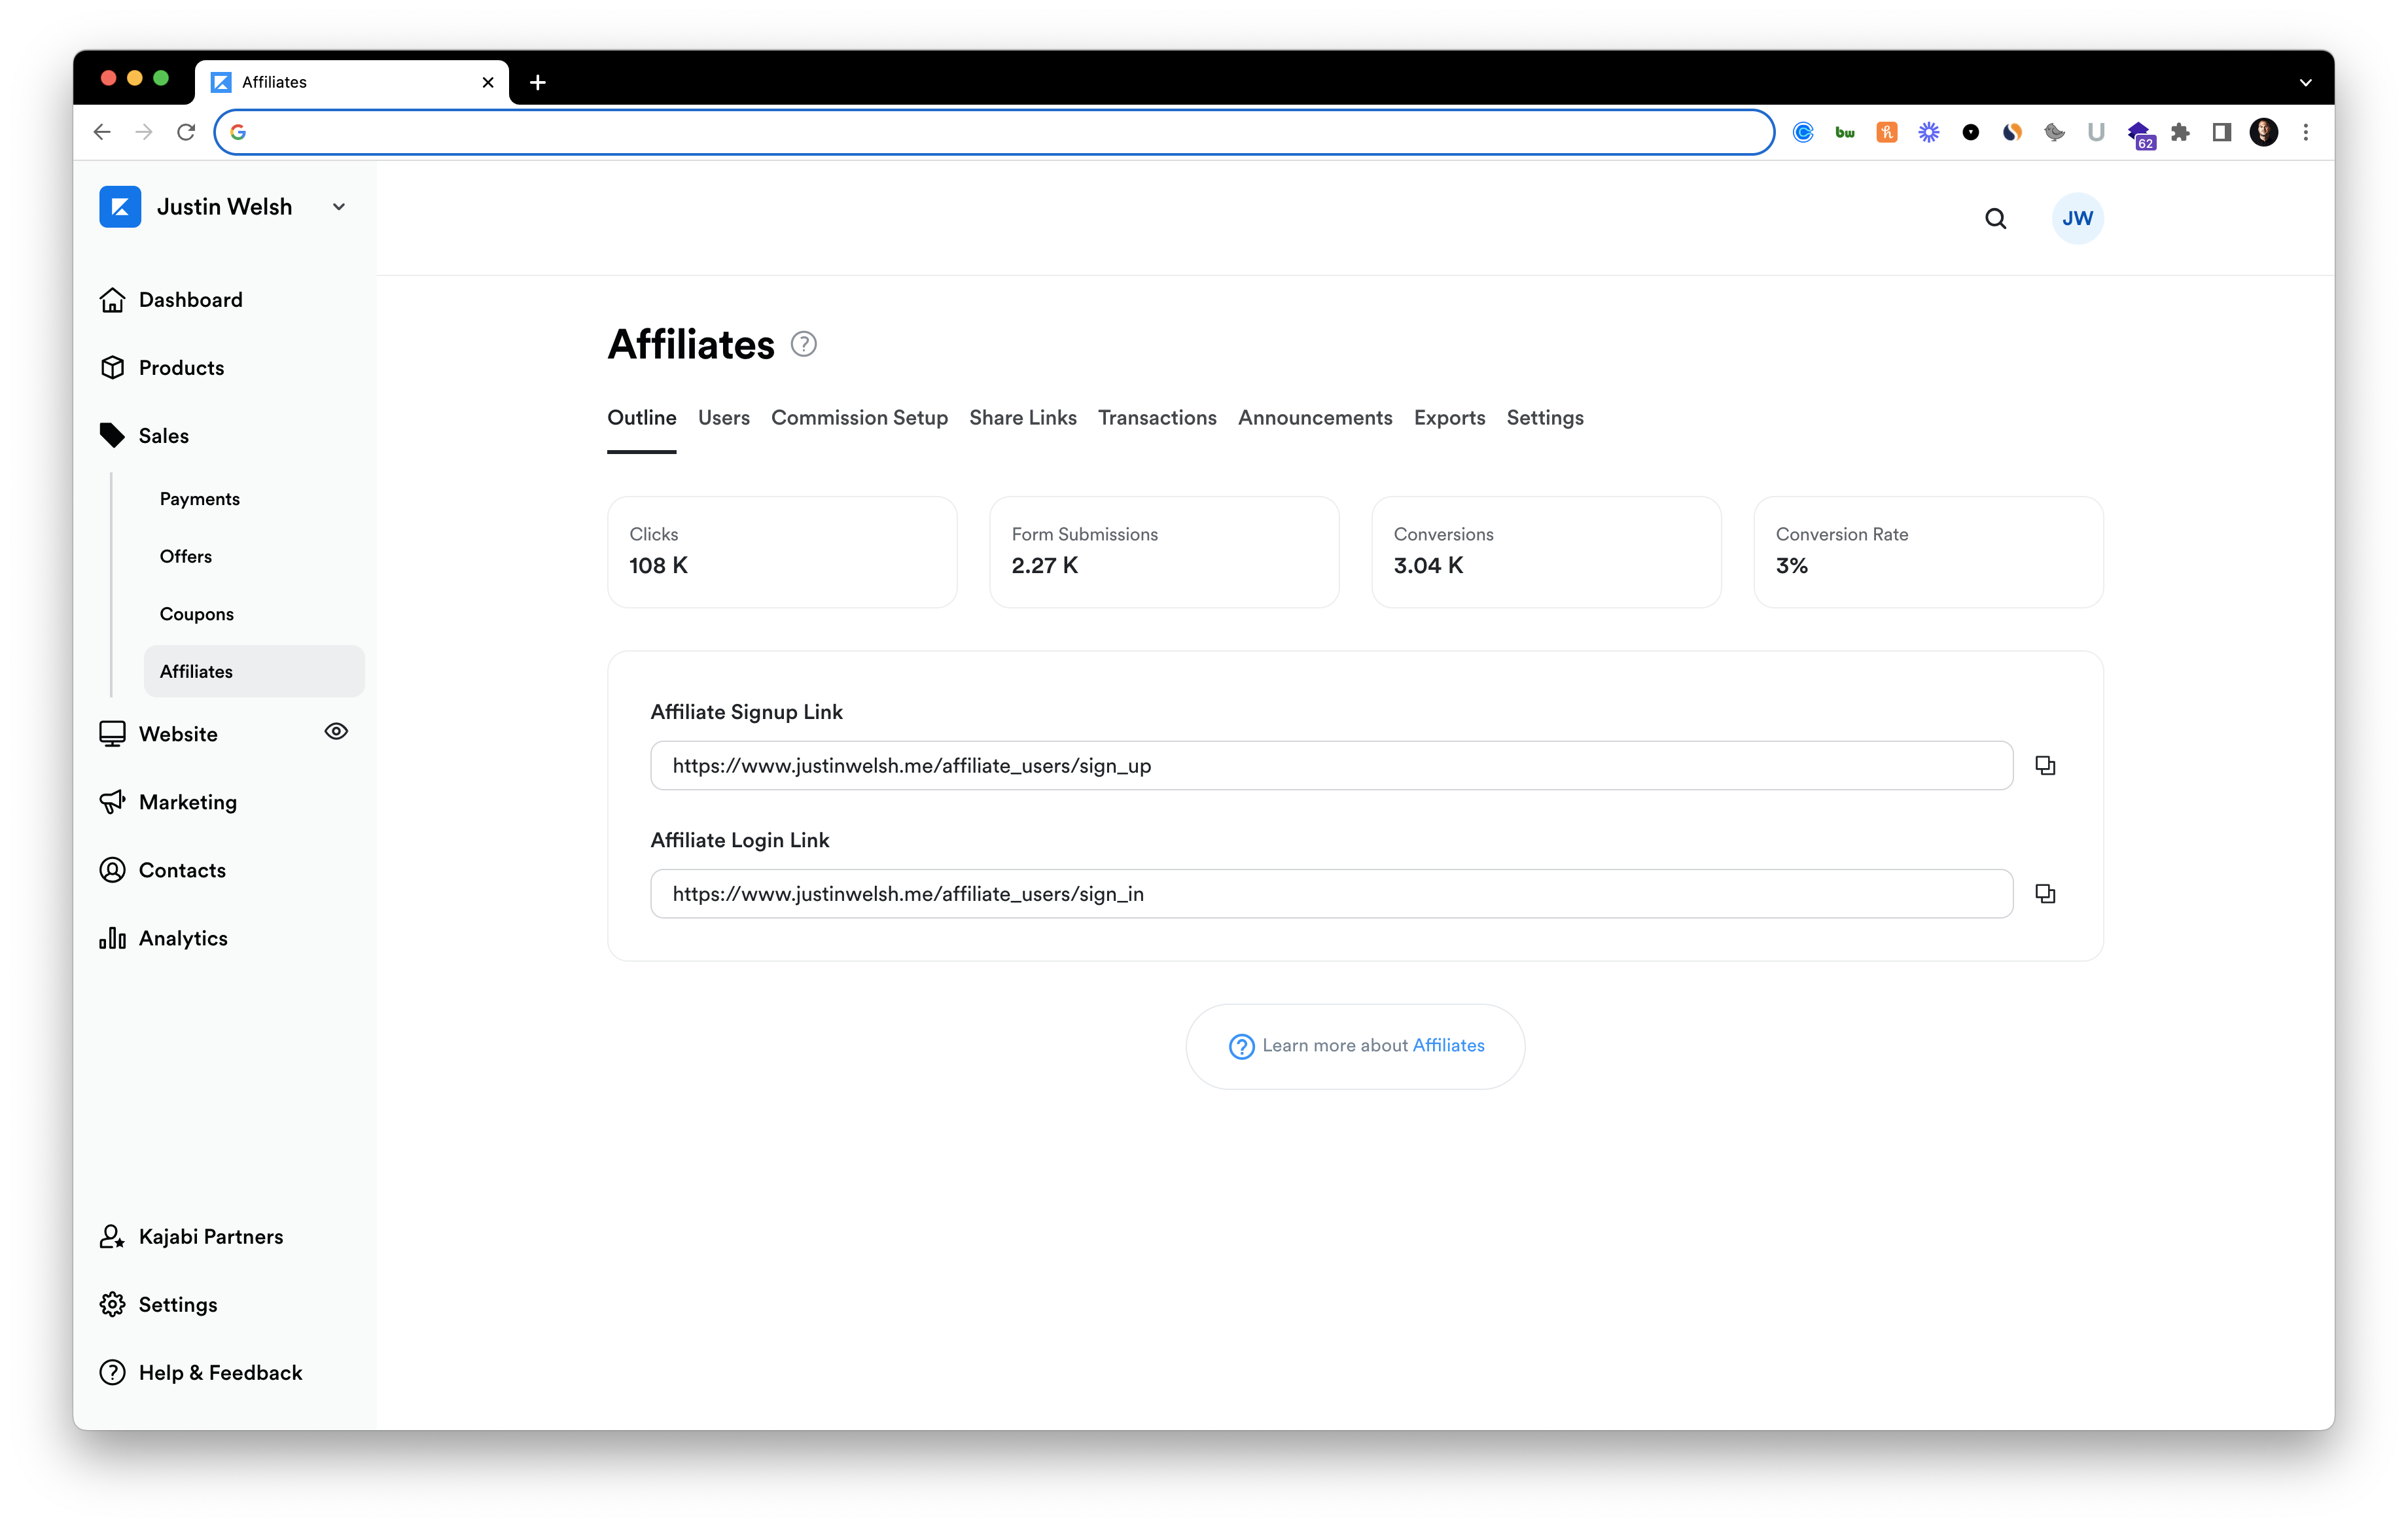 Affiliates
bw
62
Justin Welsh
JW
Dashboard
Products
Sales
Payments
Offers
Coupons
Affiliates
Website
Marketing
Contacts
Analytics
Kajabi Partners
Settings
Help & Feedback
Affiliates
Outline Users Commission Setup Share Links Transactions Announcements Exports Settings
Clicks
108 K
Form Submissions
2.27 K
Conversions
3.04 K
Conversion Rate
3%
Affiliate Signup Link
https://www.justinwelsh.me/affiliate_users/sign_up
Affiliate Login Link
https://www.justinwelsh.me/affiliate_users/sign_in
Learn more about Affiliates